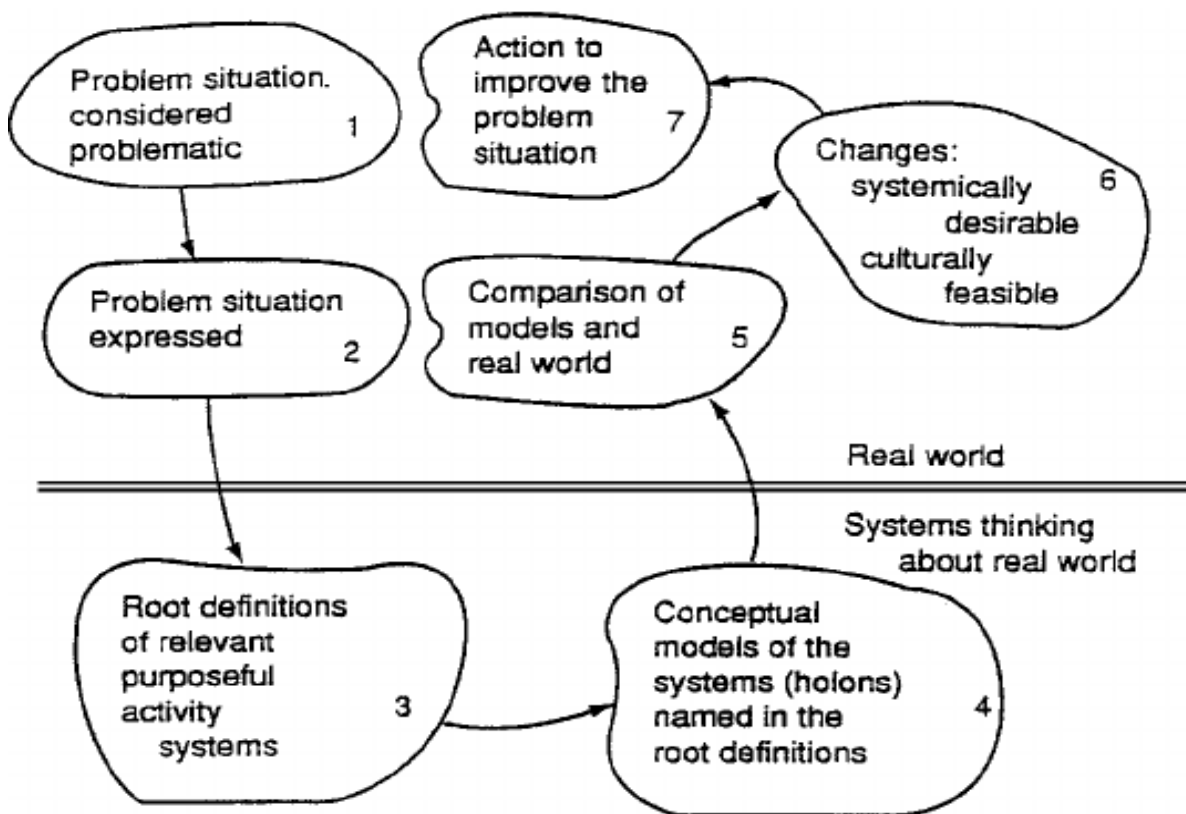 Problem situation.
considered
problematic
1
Problem situation
expressed
2
Root definitions
of relevant
purposeful
activity
systems
3
Conceptual
models of the
systems (holons)
named in the
root definitions
4
Comparison of
models and
real world
5
Changes:
systemically
desirable
culturally
feasible
6
Action to
improve the
problem
situation
7
Real world
Systems thinking
about real world